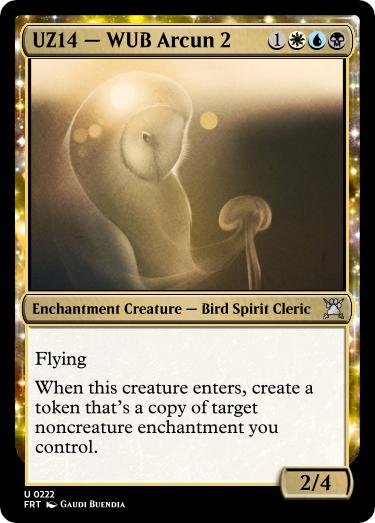 UZ14 — WUB Arcun 2 1
Enchantment Creature — Bird Spirit Cleric
Flying
When this creature enters, create a
token that's a copy of target
noncreature enchantment you
control.
2/4
U 0222
FRT Gaudi Buendia